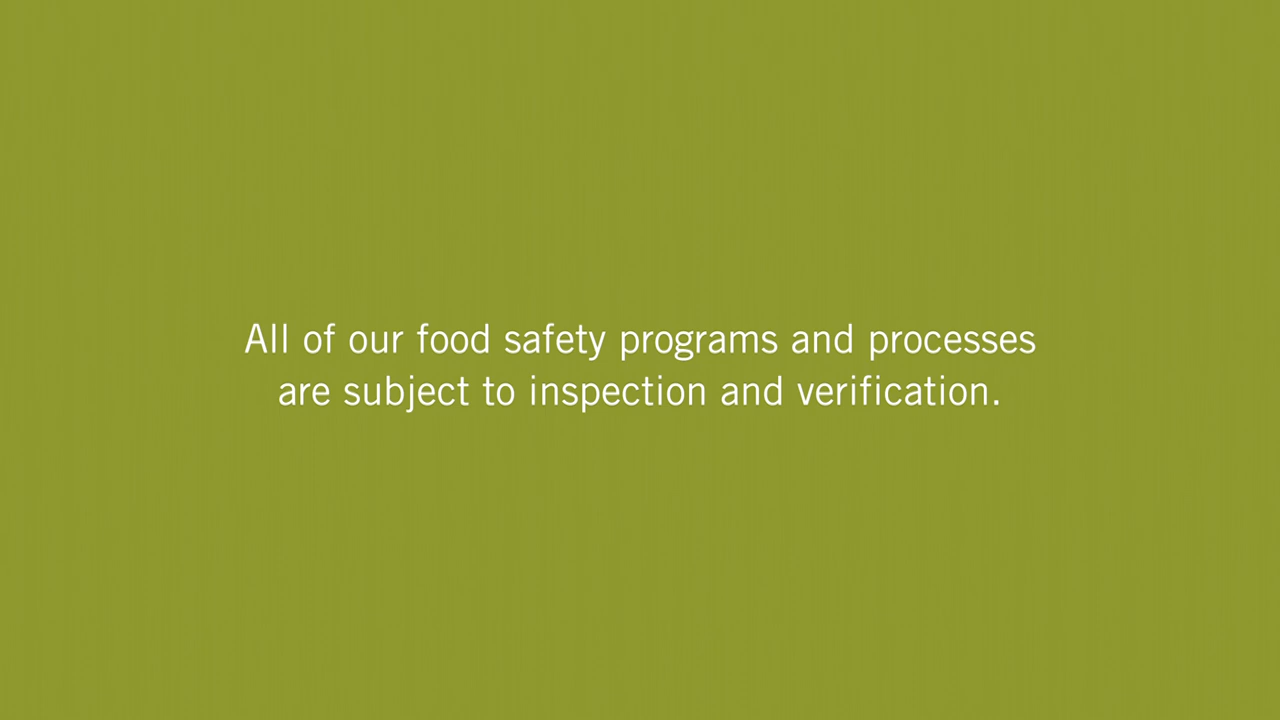 All of our food safety programs and processes
are subject to inspection and verification.